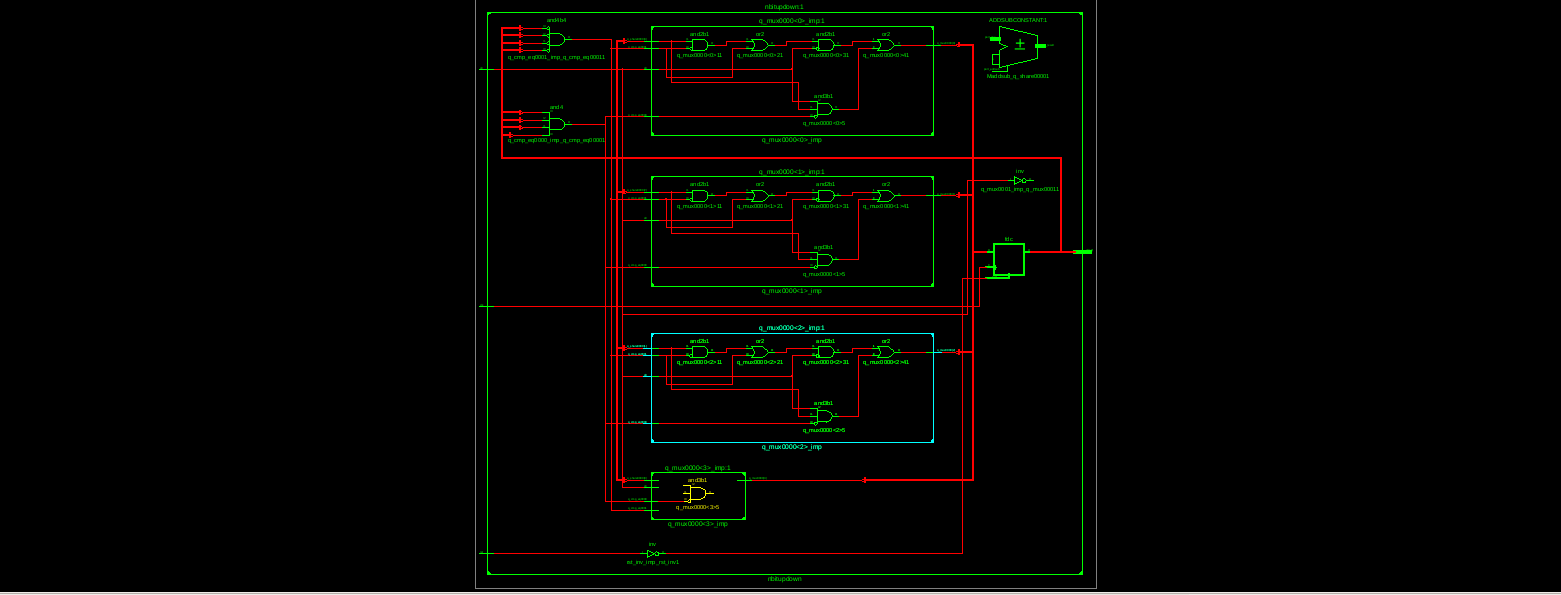 nbitupdown:1
and4b4
q_cmp_eq0001_imp_q_cmp_eq00011
and4
q_cmp_eq0000_imp_q_cmp_eq00001
q_mux0000<0>_imp:1
and2b1
or2
and2b1
or2
q_mux0000<0>11
q_mux0000<0>21
q_mux0000<0>31
q_mux0000<0>41
and3b1
q_mux0000<0>5
q_mux0000<0>_imp
ADDSUBCONSTANT:1
Maddsub_q_share00001
q_mux0000<1>_imp:1
and2b1
or2
and2b1
or2
q_mux0000<1>11
q_mux0000<1>21
q_mux0000<1>31
q_mux0000<1>41
and3b1
q_mux0000<1>5
q_mux0000<1>_imp
inv
q_mux0001_imp_q_mux00011
fdc
q_mux0000<2>_imp:1
and2b1
or2
and2b1
or2
q_mux0000<2>11
q_mux0000<2>21
q_mux0000<2>31
q_mux0000<2>41
and3b1
q_mux0000<2>5
q_mux0000<2>_imp
q_mux0000<3>_imp:1
and3b1
q_mux0000<3>5
q_mux0000<3>_imp
inv
rst_inv_imp_rst_inv1
nbitupdown